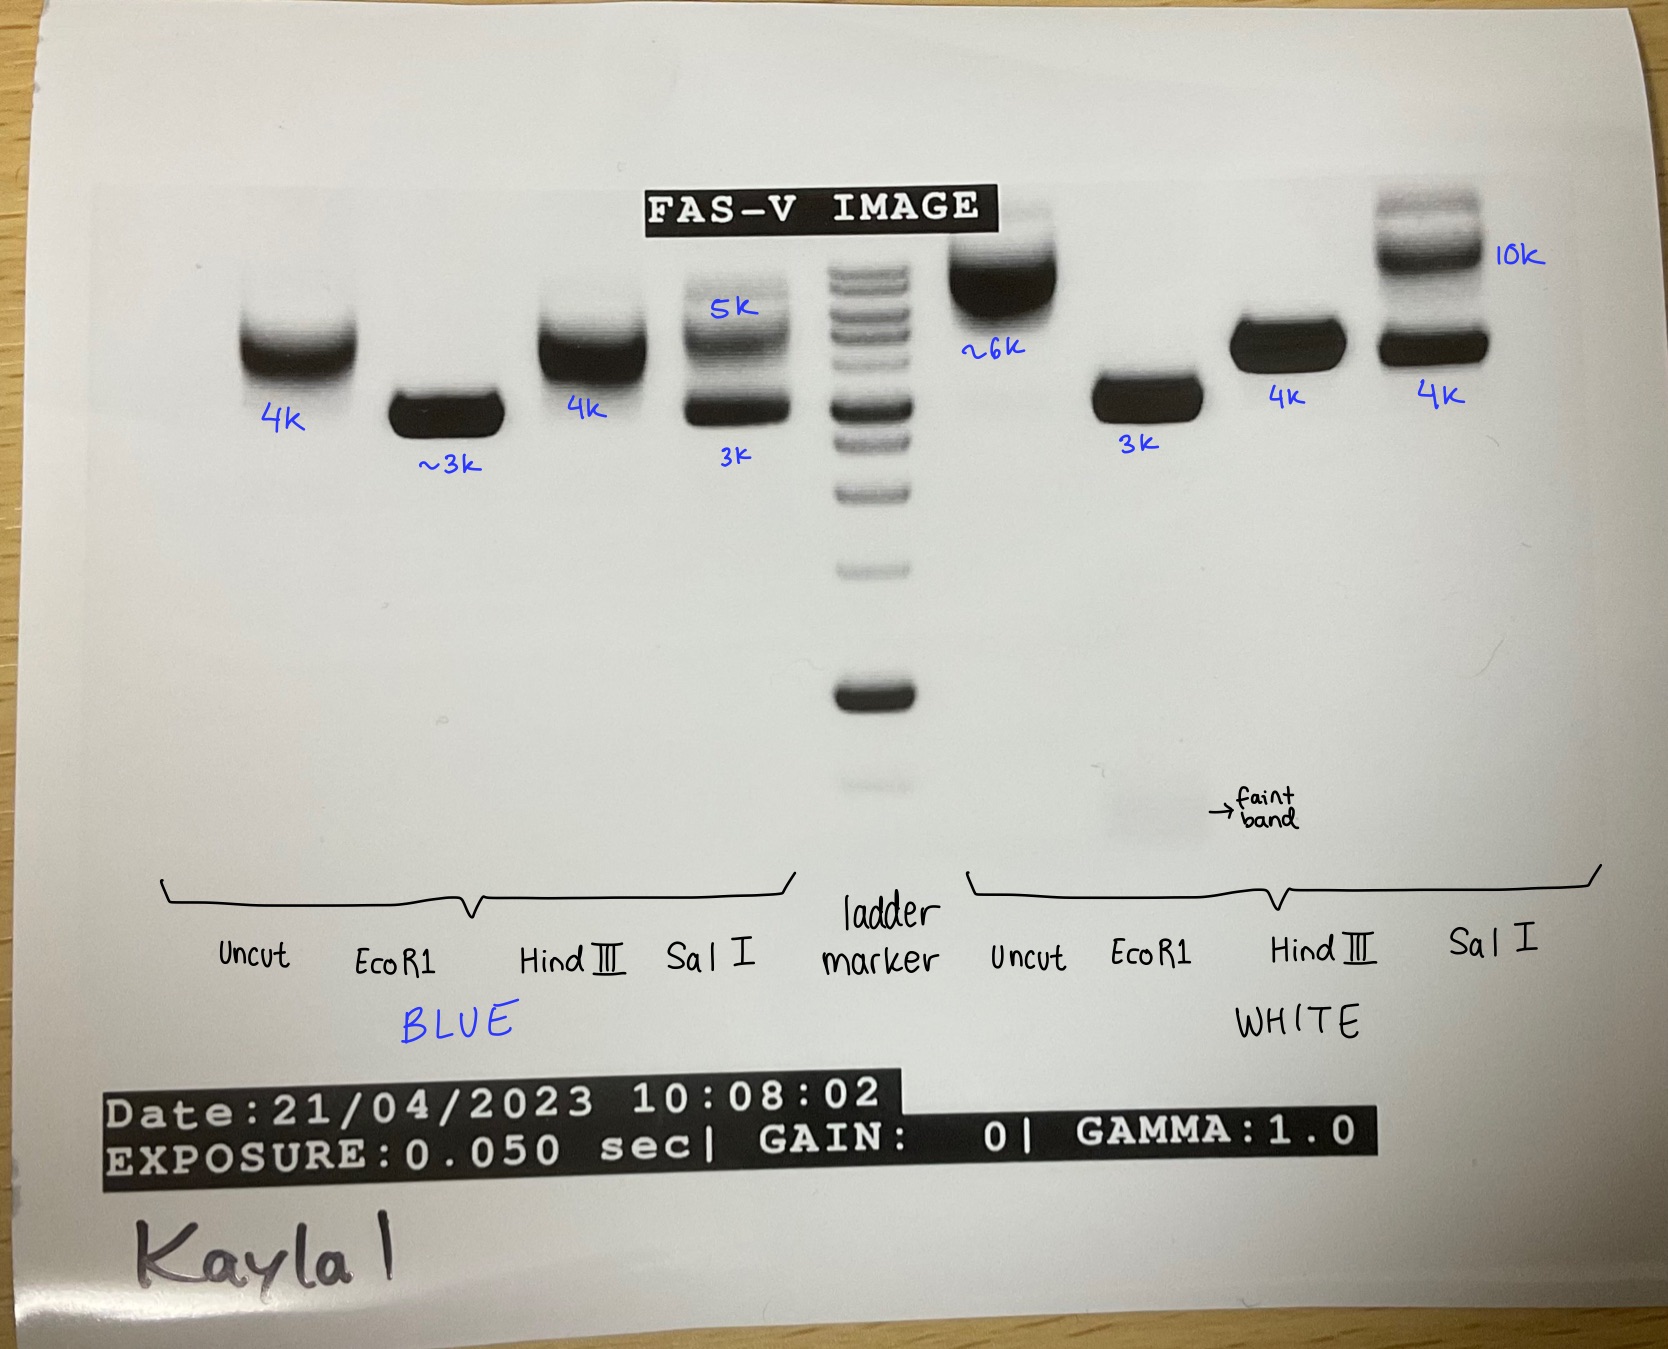 FAS-V IMAGE
10K
5K
~6K
4K
4K
4K
4K
3K
~3K
3K
→ faint
band
ladder
marker
Uncut
EcoR1
Hind III
Sal I
Uncut
EcoR1
Hind III
Sal I
BLUE
WHITE
Date:21/04/2023 10:08:02
EXPOSURE:0.050 sec| GAIN: 0| GAMMA:1.0
Kayla 1